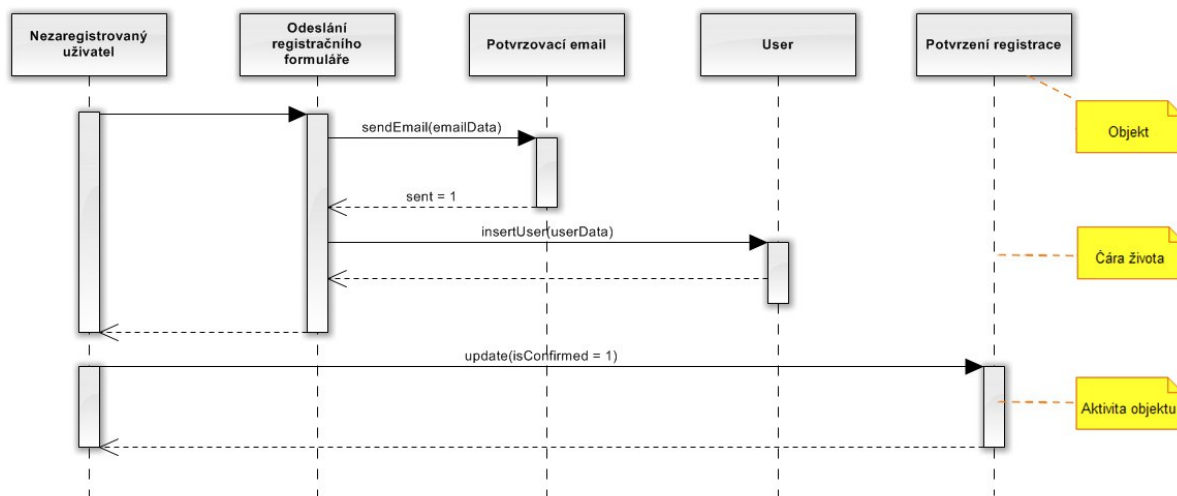 Nezaregistrovaný
uživatel
Odeslání
registračního
formuláře
Potvrzovací email
User
Potvrzení registrace
Objekt
sendEmail(emailData)
sent = 1
insertUser(userData)
Čára života
update(isConfirmed = 1)
Aktivita objektu